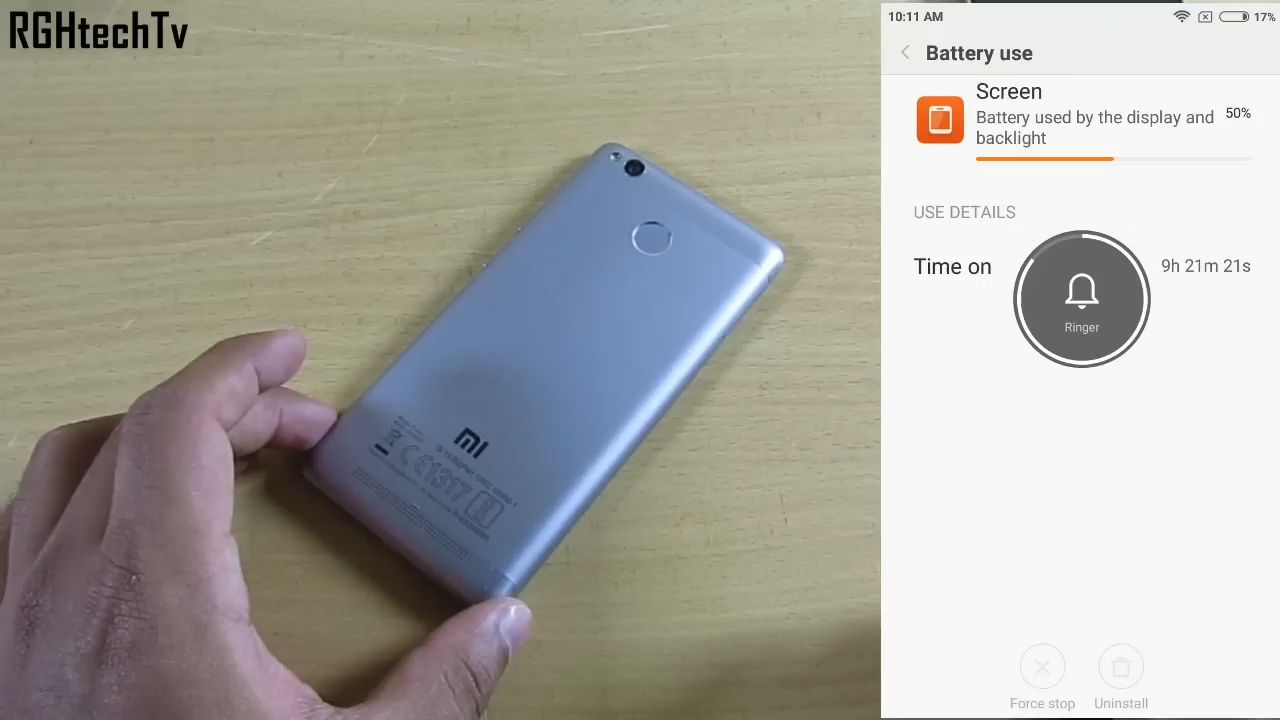 RGHtechTv
10:11 AM
17%
Battery use
Screen
Battery used by the display and
backlight
50%
USE DETAILS
Time on
9h 21m 21s
Ringer
Force stop
Uninstall
MI
CE1317